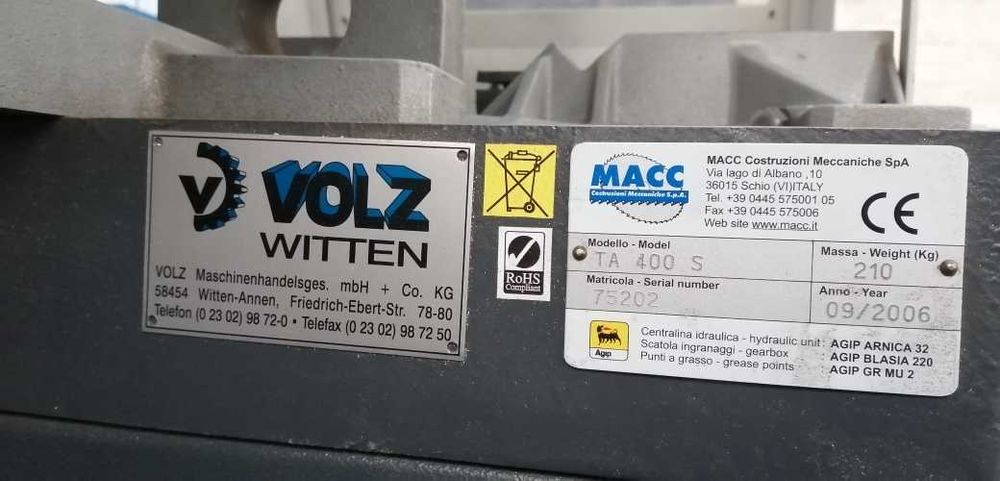 V
VOLZ
WITTEN
VOLZ Maschinenhandelsges. mbH + Co. KG
58454 Witten-Annen, Friedrich-Ebert-Str. 78-80
Telefon (0 23 02) 98 72-0 • Telefax (0 23 02) 98 72 50
RoHS
Compliant
MACC
Costruzioni Meccaniche S.p.A.
MACC Costruzioni Meccaniche SpA
Via lago di Albano ,10
36015 Schio (VI)ITALY
Tel. +39 0445 575001 05
Fax +39 0445 575006
Web site www.macc.it
CE
Modello - Model
TA 400 S
Massa - Weight (Kg)
210
Matricola - Serial number
75202
Anno - Year
09/2006
Agip
Centralina idraulica - hydraulic unit : AGIP ARNICA 32
Scatola ingranaggi - gearbox : AGIP BLASIA 220
Punti a grasso - grease points : AGIP GR MU 2